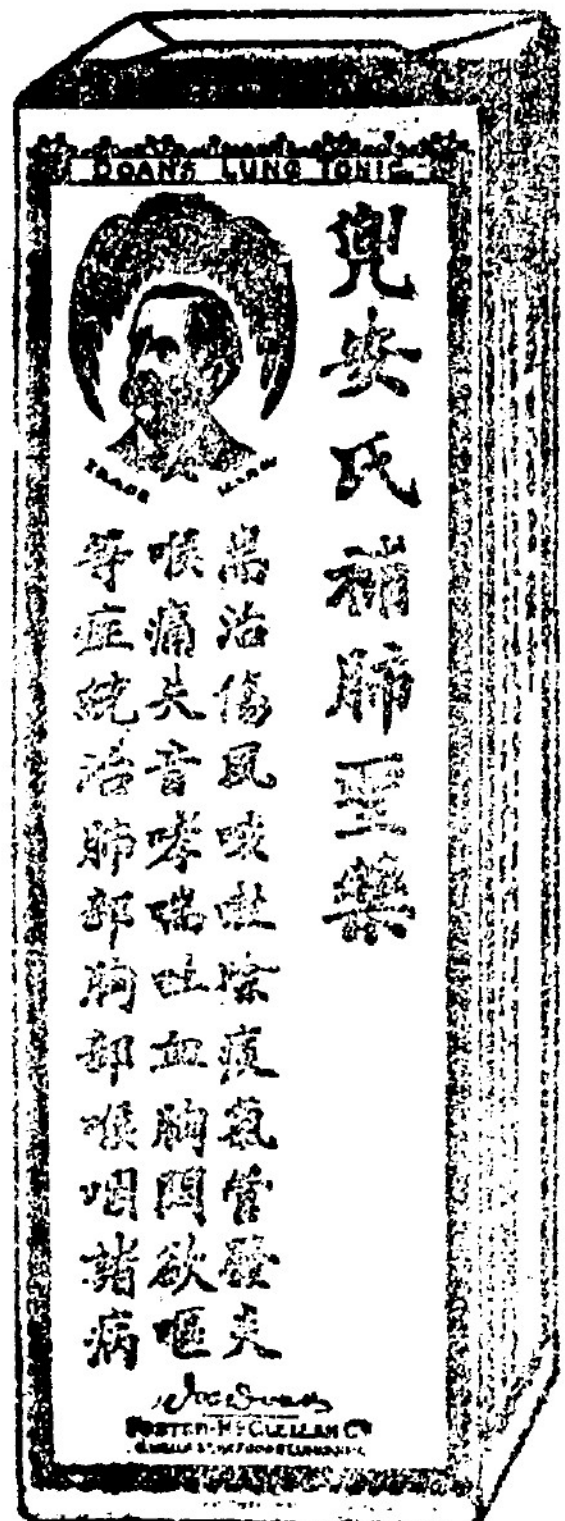 DOAN'S LUNG TONIC
兜安氏補肺聖藥
TRADE MARK
耑治傷風咳吐除痰氣管發炎
喉痛失音哮喘吐血胸悶欲嘔
等症統治肺部胸部喉咽諸病
FOSTER-McCLELLAN Co